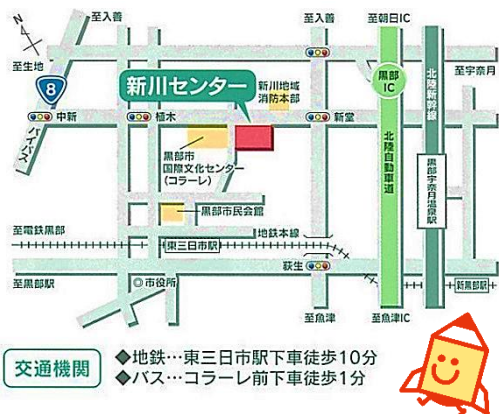 至入善
至入善
至朝日IC
N
至生地
至宇奈月
8
黒部
IC
新川センター
新川地域
消防本部
北陸新幹線
中新
植木
新堂
バイパス
黒部市
国際文化センター
(コラーレ)
北陸自動車道
黒部宇奈月温泉駅
黒部市民会館
至電鉄黒部
地鉄本線
東三日市駅
荻生
至黒部駅
◎市役所
新黒部駅
至魚津
至魚津IC
交通機関
◆地鉄…東三日市駅下車徒歩10分
◆バス…コラーレ前下車徒歩1分